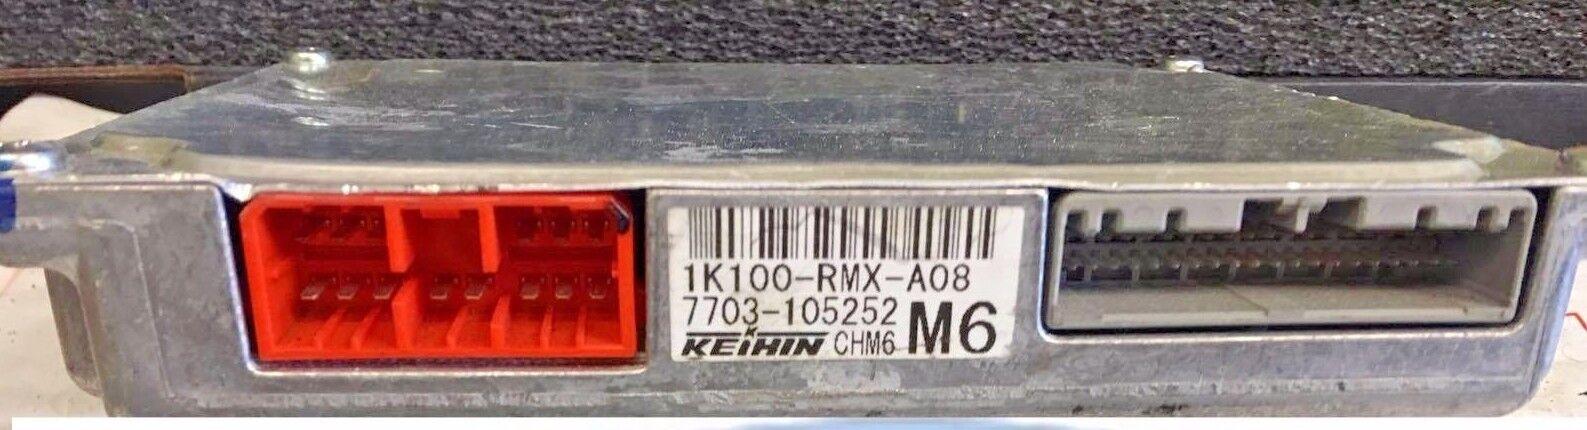 1K100-RMX-A08
7703-105252
KEIHIN CHM6 M6